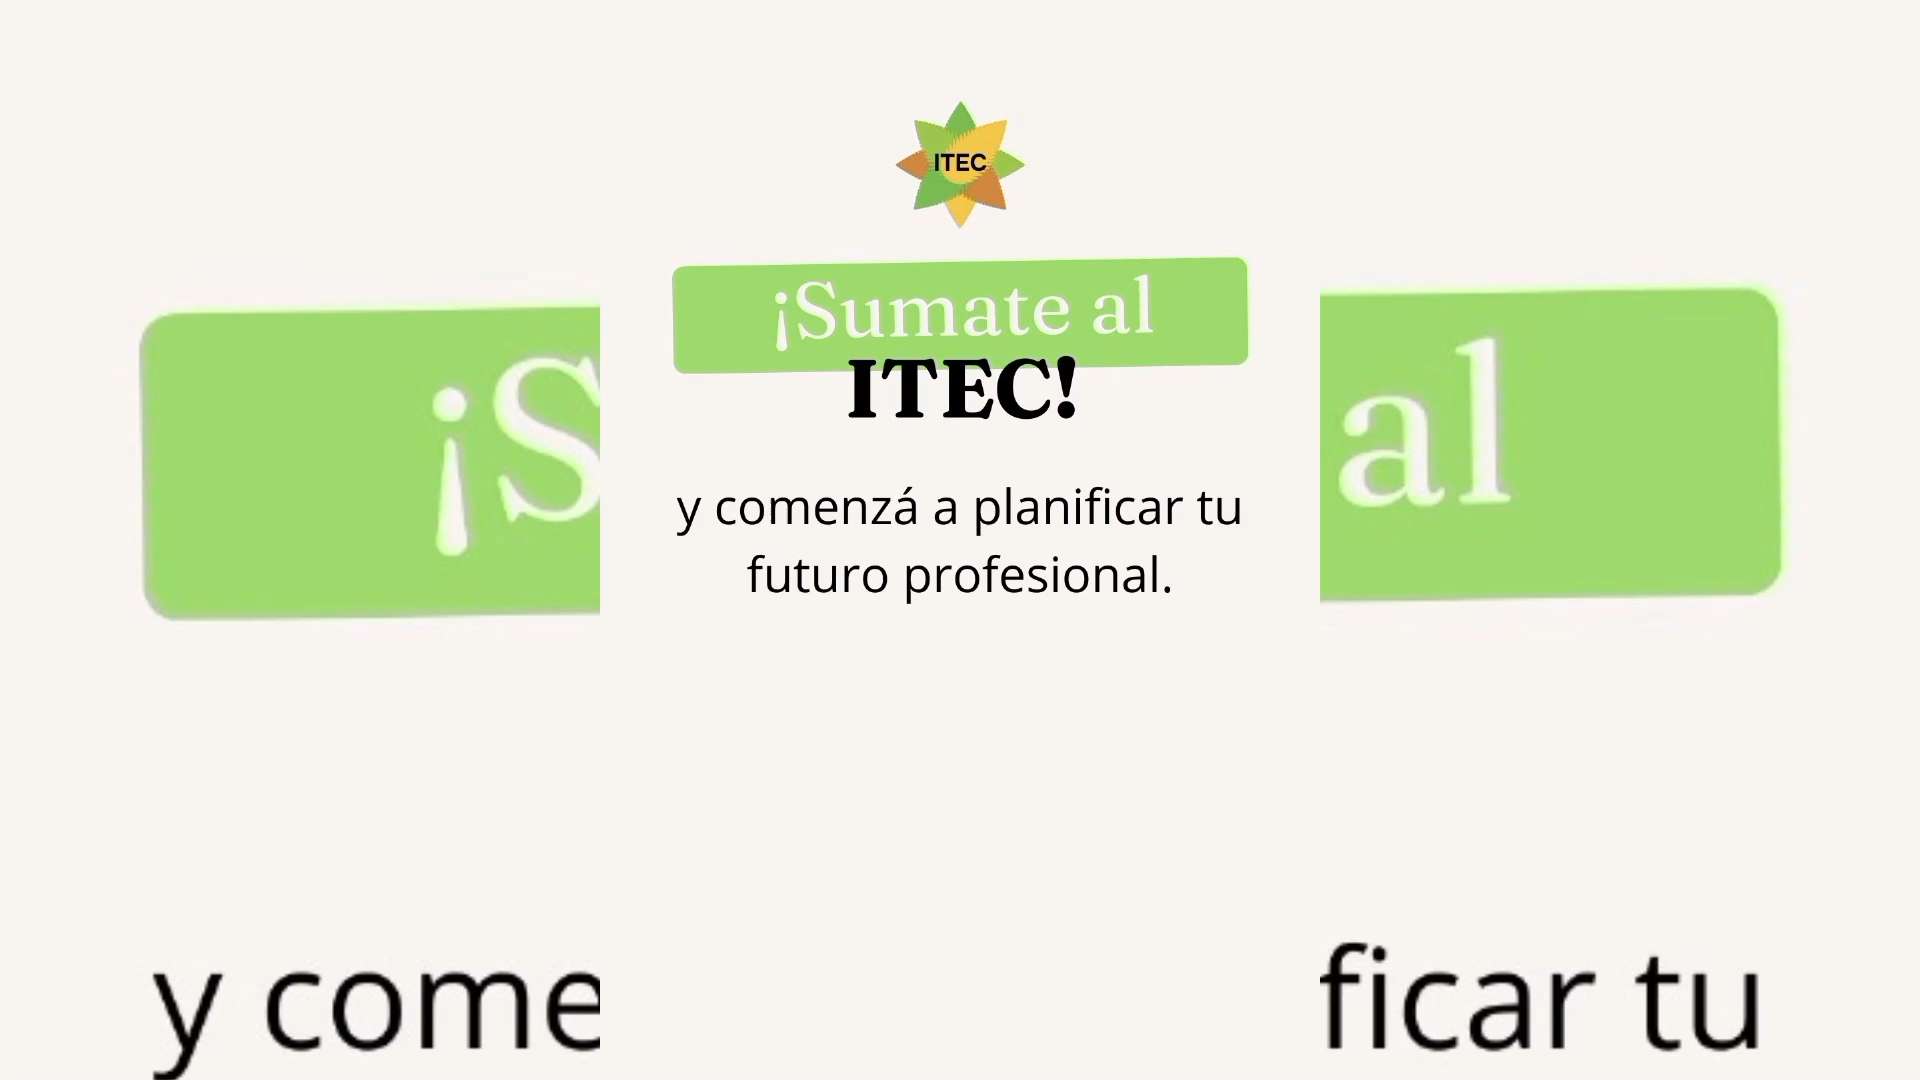 ITEC
¡Sumate al
ITEC!
y comenzá a planificar tu
futuro profesional.
¡S
al
y come
ficar tu